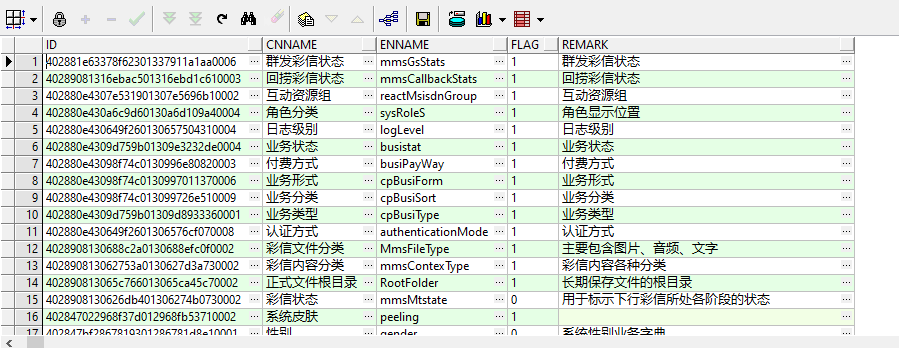 ID CNNAME ENNAME FLAG REMARK
1 402881e63378f62301337911a1aa0006 群发彩信状态 mmsGsStats 1 群发彩信状态
2 40289081316ebac501316ebd1c610003 回捞彩信状态 mmsCallbackStats 1 回捞彩信状态
3 402880e4307e531901307e5696b10002 互动资源组 reactMsisdnGroup 1 互动资源组
4 402880e430a6c9d60130a6d109a40004 角色分类 sysRoleS 1 角色显示位置
5 402880e430649f260130657504310004 日志级别 logLevel 1 日志级别
6 402880e4309d759b01309e3232de0004 业务状态 busistat 1 业务状态
7 402880e43098f74c0130996e80820003 付费方式 busiPayWay 1 付费方式
8 402880e43098f74c0130997011370006 业务形式 cpBusiForm 1 业务形式
9 402880e43098f74c013099726e510009 业务分类 cpBusiSort 1 业务分类
10 402880e4309d759b01309d8933360001 业务类型 cpBusiType 1 业务类型
11 402880e430649f2601306576cf070008 认证方式 authenticationMode 1 认证方式
12 4028908130688c2a0130688efc0f0002 彩信文件分类 MmsFileType 1 主要包含图片、音频、文字
13 402890813062753a0130627d3a730002 彩信内容分类 mmsContexType 1 彩信内容各种分类
14 402890813065c766013065ca45c70002 正式文件根目录 RootFolder 1 长期保存文件的根目录
15 4028908130626db401306274b0730002 彩信状态 mmsMtstate 0 用于标示下行彩信所处各阶段的状态
16 402847022968f37d012968fb53710002 系统皮肤 peeling 1
17 402847bf2867819301286781d8e10001 性别 gender 0 系统性别业务字典